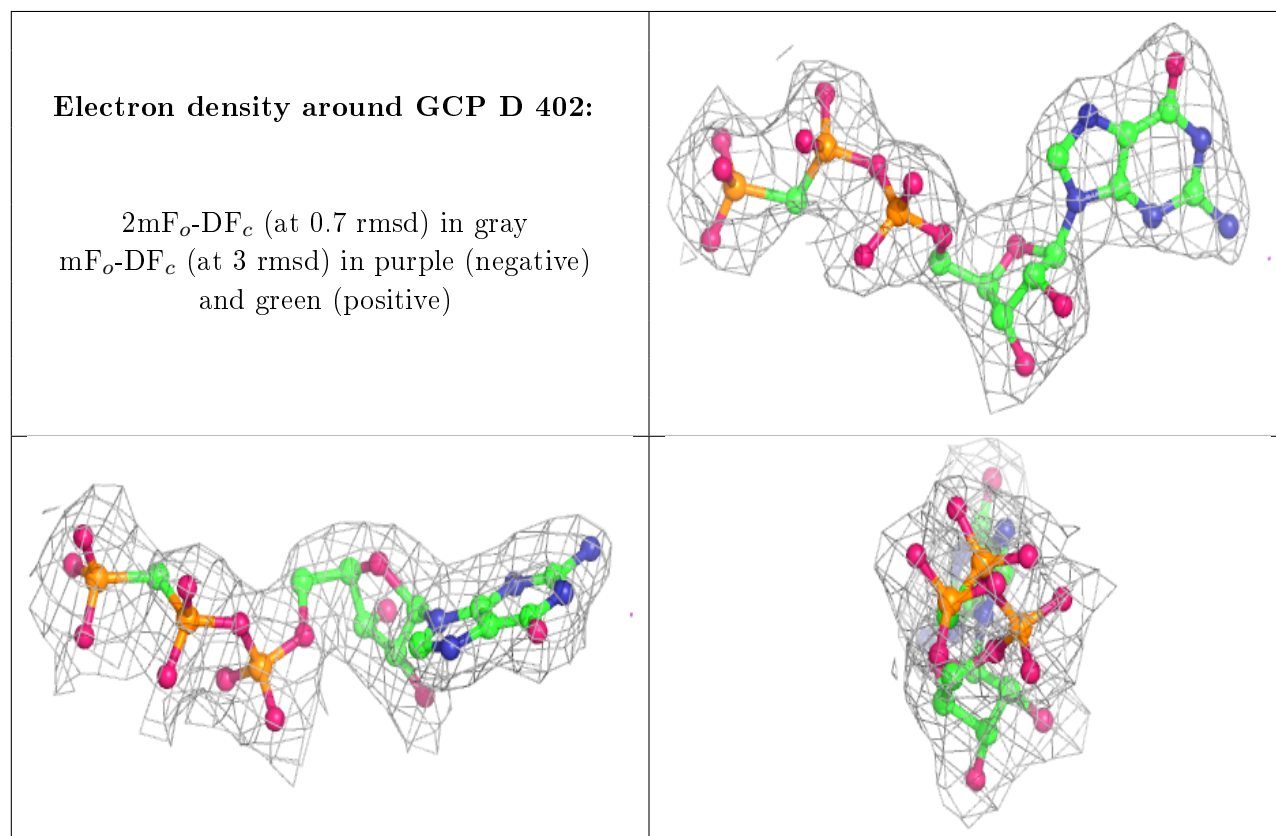 Electron density around GCP D 402:
2mFₒ-DF𝒸 (at 0.7 rmsd) in gray
mFₒ-DF𝒸 (at 3 rmsd) in purple (negative)
and green (positive)